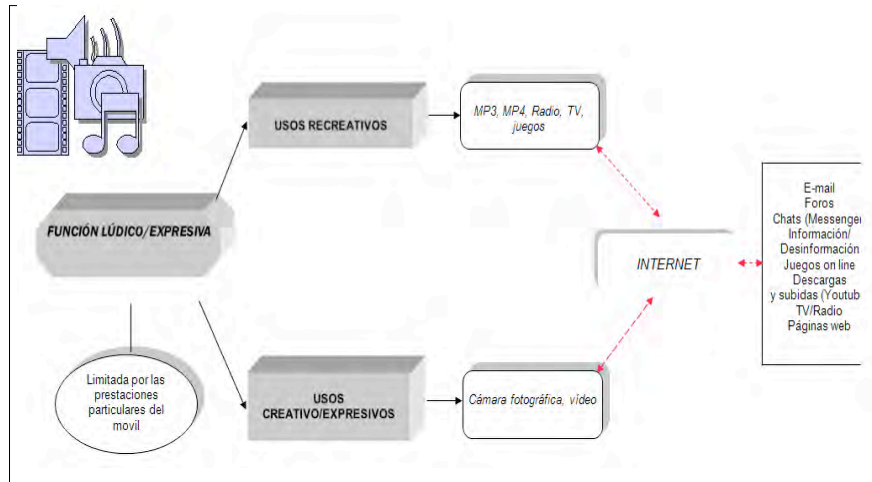 USOS RECREATIVOS
MP3, MP4, Radio, TV,
juegos
FUNCIÓN LÚDICO/EXPRESIVA
INTERNET
E-mail
Foros
Chats (Messenger
Información/
Desinformación
Juegos on line
Descargas
y subidas (Youtub
TV/Radio
Páginas web
Limitada por las
prestaciones
particulares del
movil
USOS
CREATIVO/EXPRESIVOS
Cámara fotográfica, vídeo